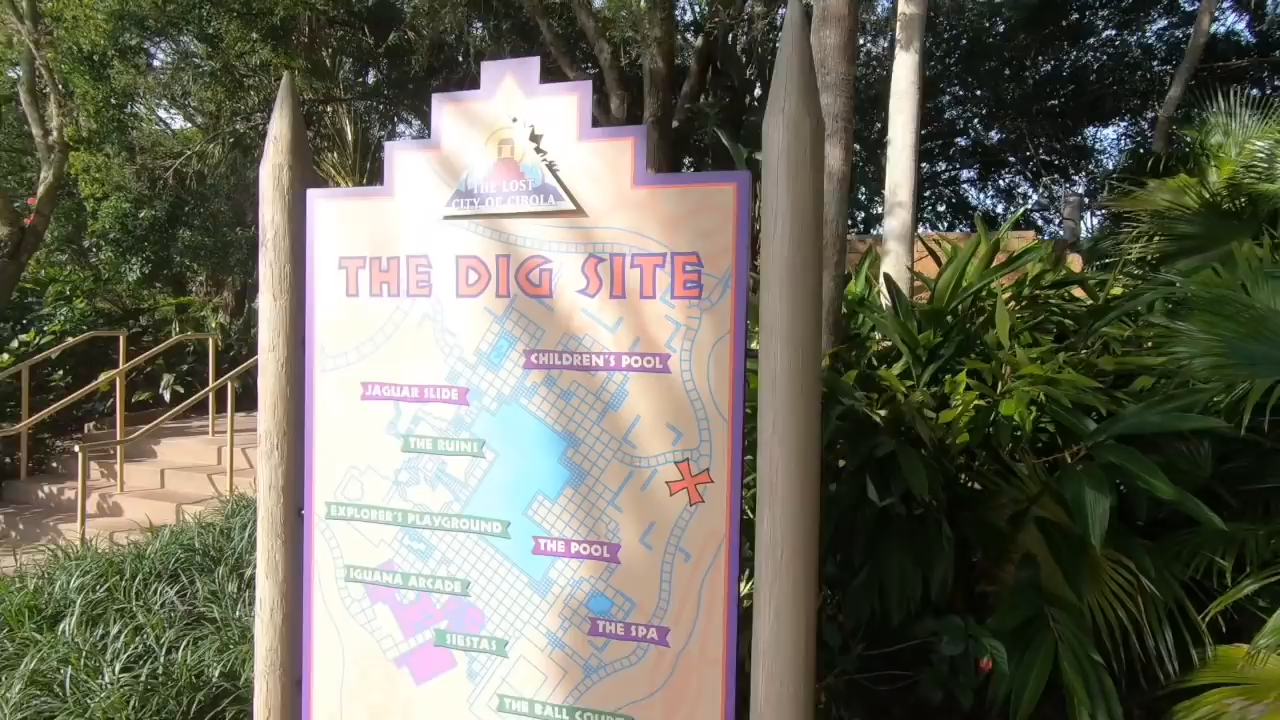 THE LOST
CITY OF CIBOLA
THE DIG SITE
CHILDREN'S POOL
JAGUAR SLIDE
THE RUINS
EXPLORER'S PLAYGROUND
THE POOL
IGUANA ARCADE
THE SPA
SIESTAS
THE BALL COURT